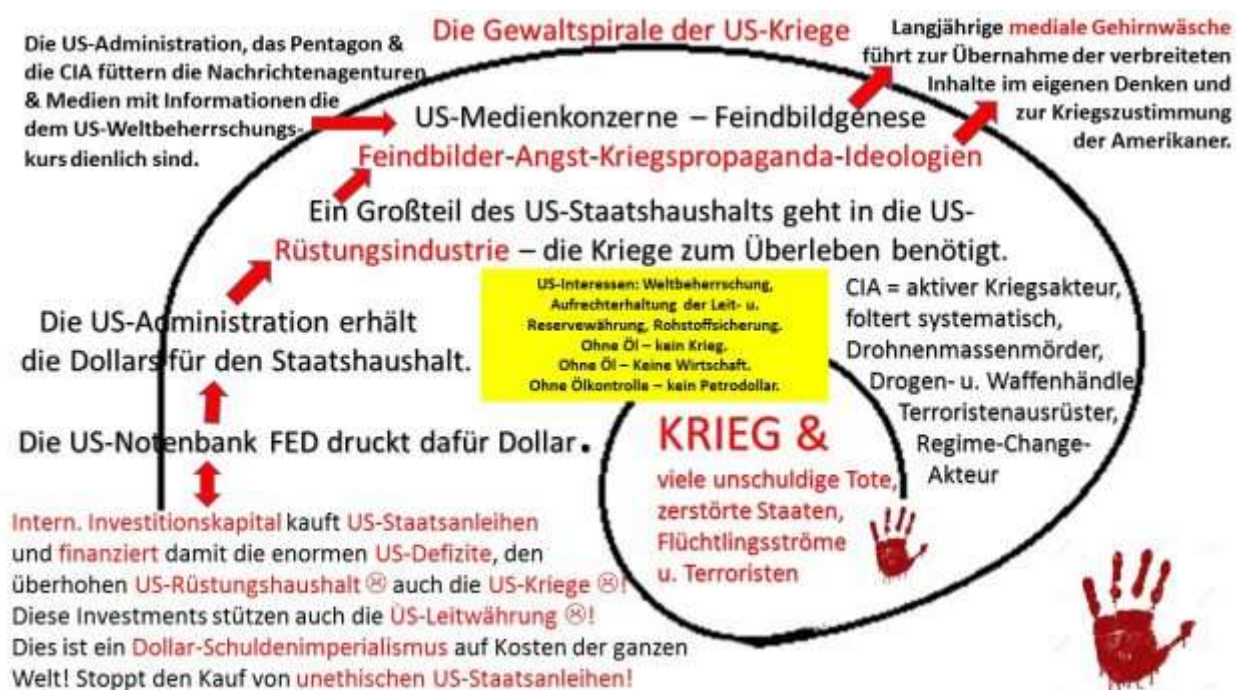 Die Gewaltspirale der US-Kriege
Die US-Administration, das Pentagon &
die CIA füttern die Nachrichtenagenturen
& Medien mit Informationen die
dem US-Weltbeherrschungs-
kurs dienlich sind.
Langjährige mediale Gehirnwäsche
führt zur Übernahme der verbreiteten
Inhalte im eigenen Denken und
zur Kriegszustimmung
der Amerikaner.
US-Medienkonzerne – Feindbildgenese
Feindbilder-Angst-Kriegspropaganda-Ideologien
Ein Großteil des US-Staatshaushalts geht in die US-
Rüstungsindustrie – die Kriege zum Überleben benötigt.
US-Interessen: Weltbeherrschung,
Aufrechterhaltung der Leit- u.
Reservewährung, Rohstoffsicherung.
Ohne Öl – kein Krieg.
Ohne Öl – Keine Wirtschaft.
Ohne Ölkontrolle – kein Petrodollar.
CIA = aktiver Kriegsakteur,
foltert systematisch,
Drohnenmassenmörder,
Drogen- u. Waffenhändle
Terroristenausrüster,
Regime-Change-
Akteur
Die US-Administration erhält
die Dollars für den Staatshaushalt.
Die US-Notenbank FED druckt dafür Dollar.
KRIEG &
viele unschuldige Tote,
zerstörte Staaten,
Flüchtlingsströme
u. Terroristen
Intern. Investitionskapital kauft US-Staatsanleihen
und finanziert damit die enormen US-Defizite, den
überhohen US-Rüstungshaushalt ☹ auch die US-Kriege ☹!
Diese Investments stützen auch die US-Leitwährung ☹!
Dies ist ein Dollar-Schuldenimperialismus auf Kosten der ganzen
Welt! Stoppt den Kauf von unethischen US-Staatsanleihen!